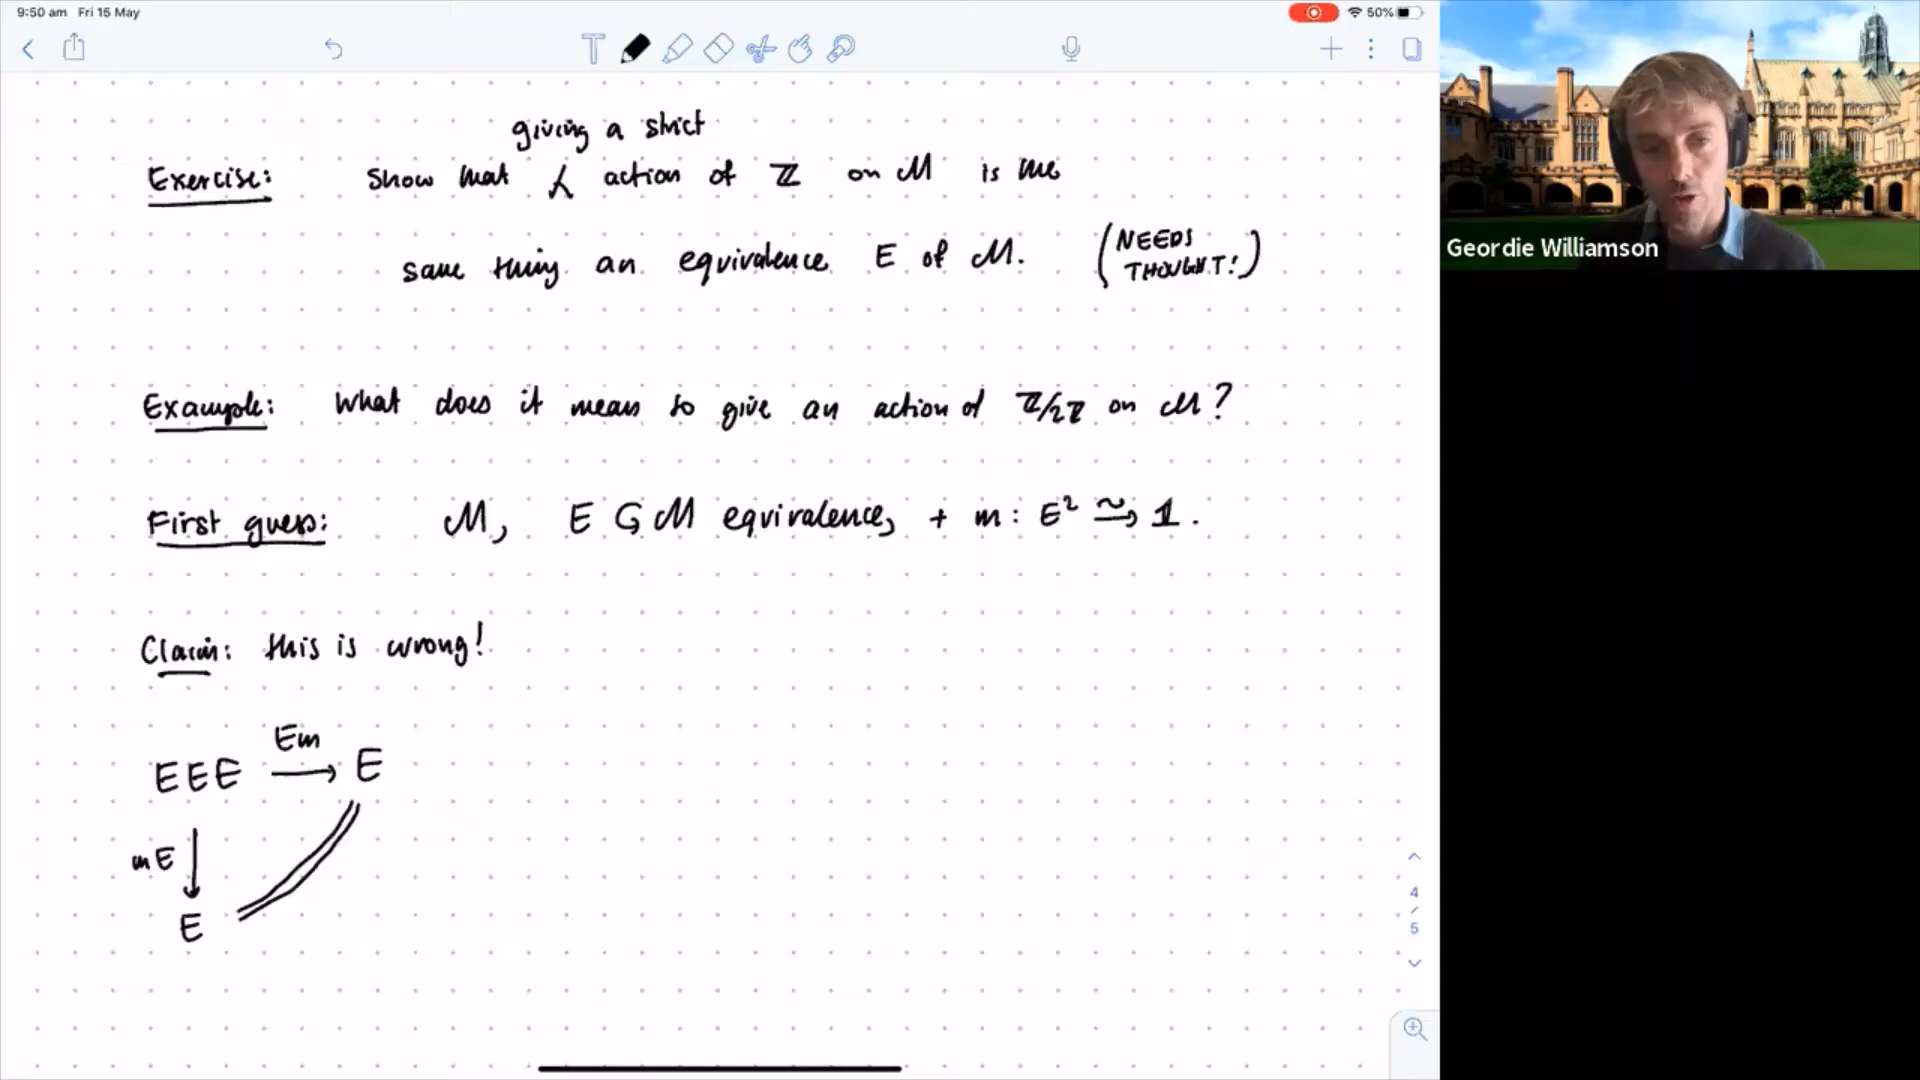 9:50 am Fri 15 May
50%
giving a strict
Exercise: Show that ⅄ action of ℤ on M is the
same thing an equivalence E of M. (NEEDS THOUGHT!)
Example: What does it mean to give an action of ℤ/2ℤ on M?
First guess: M, E G M equivalence, + m : E² ⥲ 1.
Claim: this is wrong!
Em
EEE → E
mE ↓
E
Geordie Williamson
4
/
5